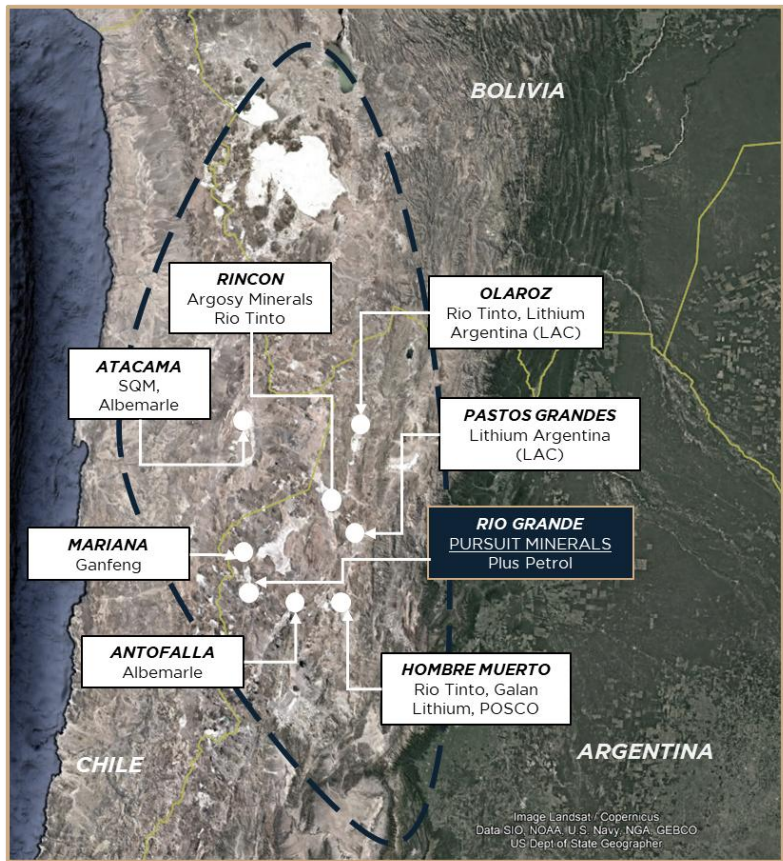 BOLIVIA
RINCON
Argosy Minerals
Rio Tinto
OLAROZ
Rio Tinto, Lithium
Argentina (LAC)
ATACAMA
SQM,
Albemarle
PASTOS GRANDES
Lithium Argentina
(LAC)
RIO GRANDE
PURSUIT MINERALS
Plus Petrol
MARIANA
Ganfeng
ANTOFALLA
Albemarle
HOMBRE MUERTO
Rio Tinto, Galan
Lithium, POSCO
CHILE
ARGENTINA
Image Landsat / Copernicus
Data SIO, NOAA, U.S. Navy, NGA, GEBCO
US Dept of State Geographer